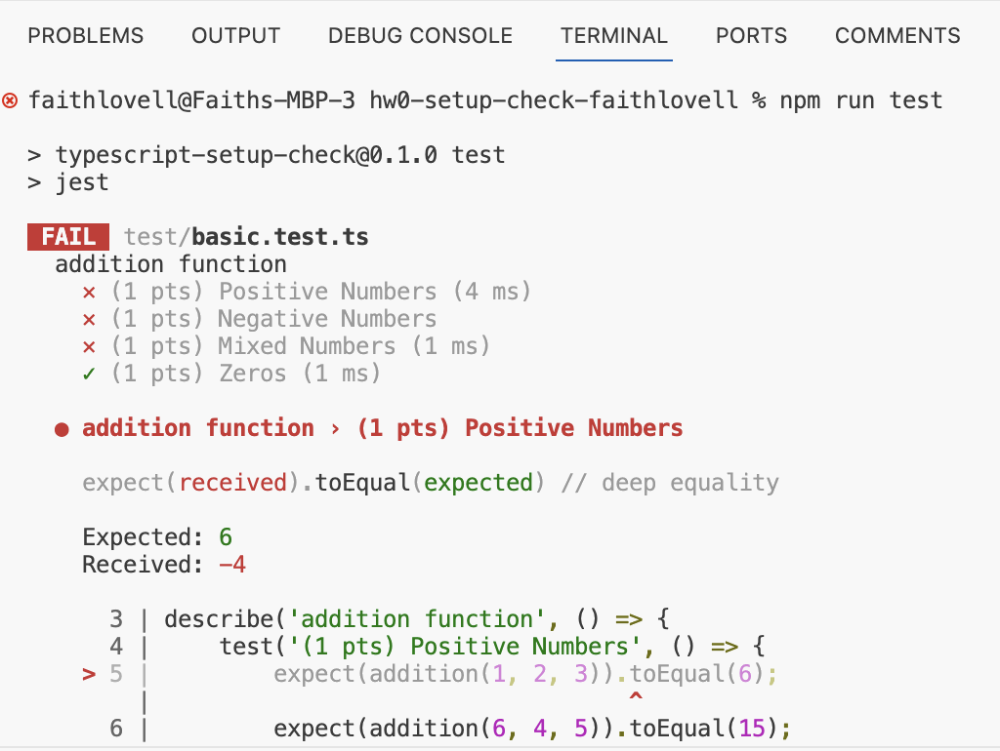 PROBLEMS OUTPUT DEBUG CONSOLE TERMINAL PORTS COMMENTS
faithlovell@Faiths-MBP-3 hw0-setup-check-faithlovell % npm run test
> typescript-setup-check@0.1.0 test
> jest
FAIL test/basic.test.ts
addition function
✕ (1 pts) Positive Numbers (4 ms)
✕ (1 pts) Negative Numbers
✕ (1 pts) Mixed Numbers (1 ms)
✓ (1 pts) Zeros (1 ms)
● addition function › (1 pts) Positive Numbers
expect(received).toEqual(expected) // deep equality
Expected: 6
Received: -4
3 | describe('addition function', () => {
4 |     test('(1 pts) Positive Numbers', () => {
> 5 |         expect(addition(1, 2, 3)).toEqual(6);
|                                   ^
6 |         expect(addition(6, 4, 5)).toEqual(15);